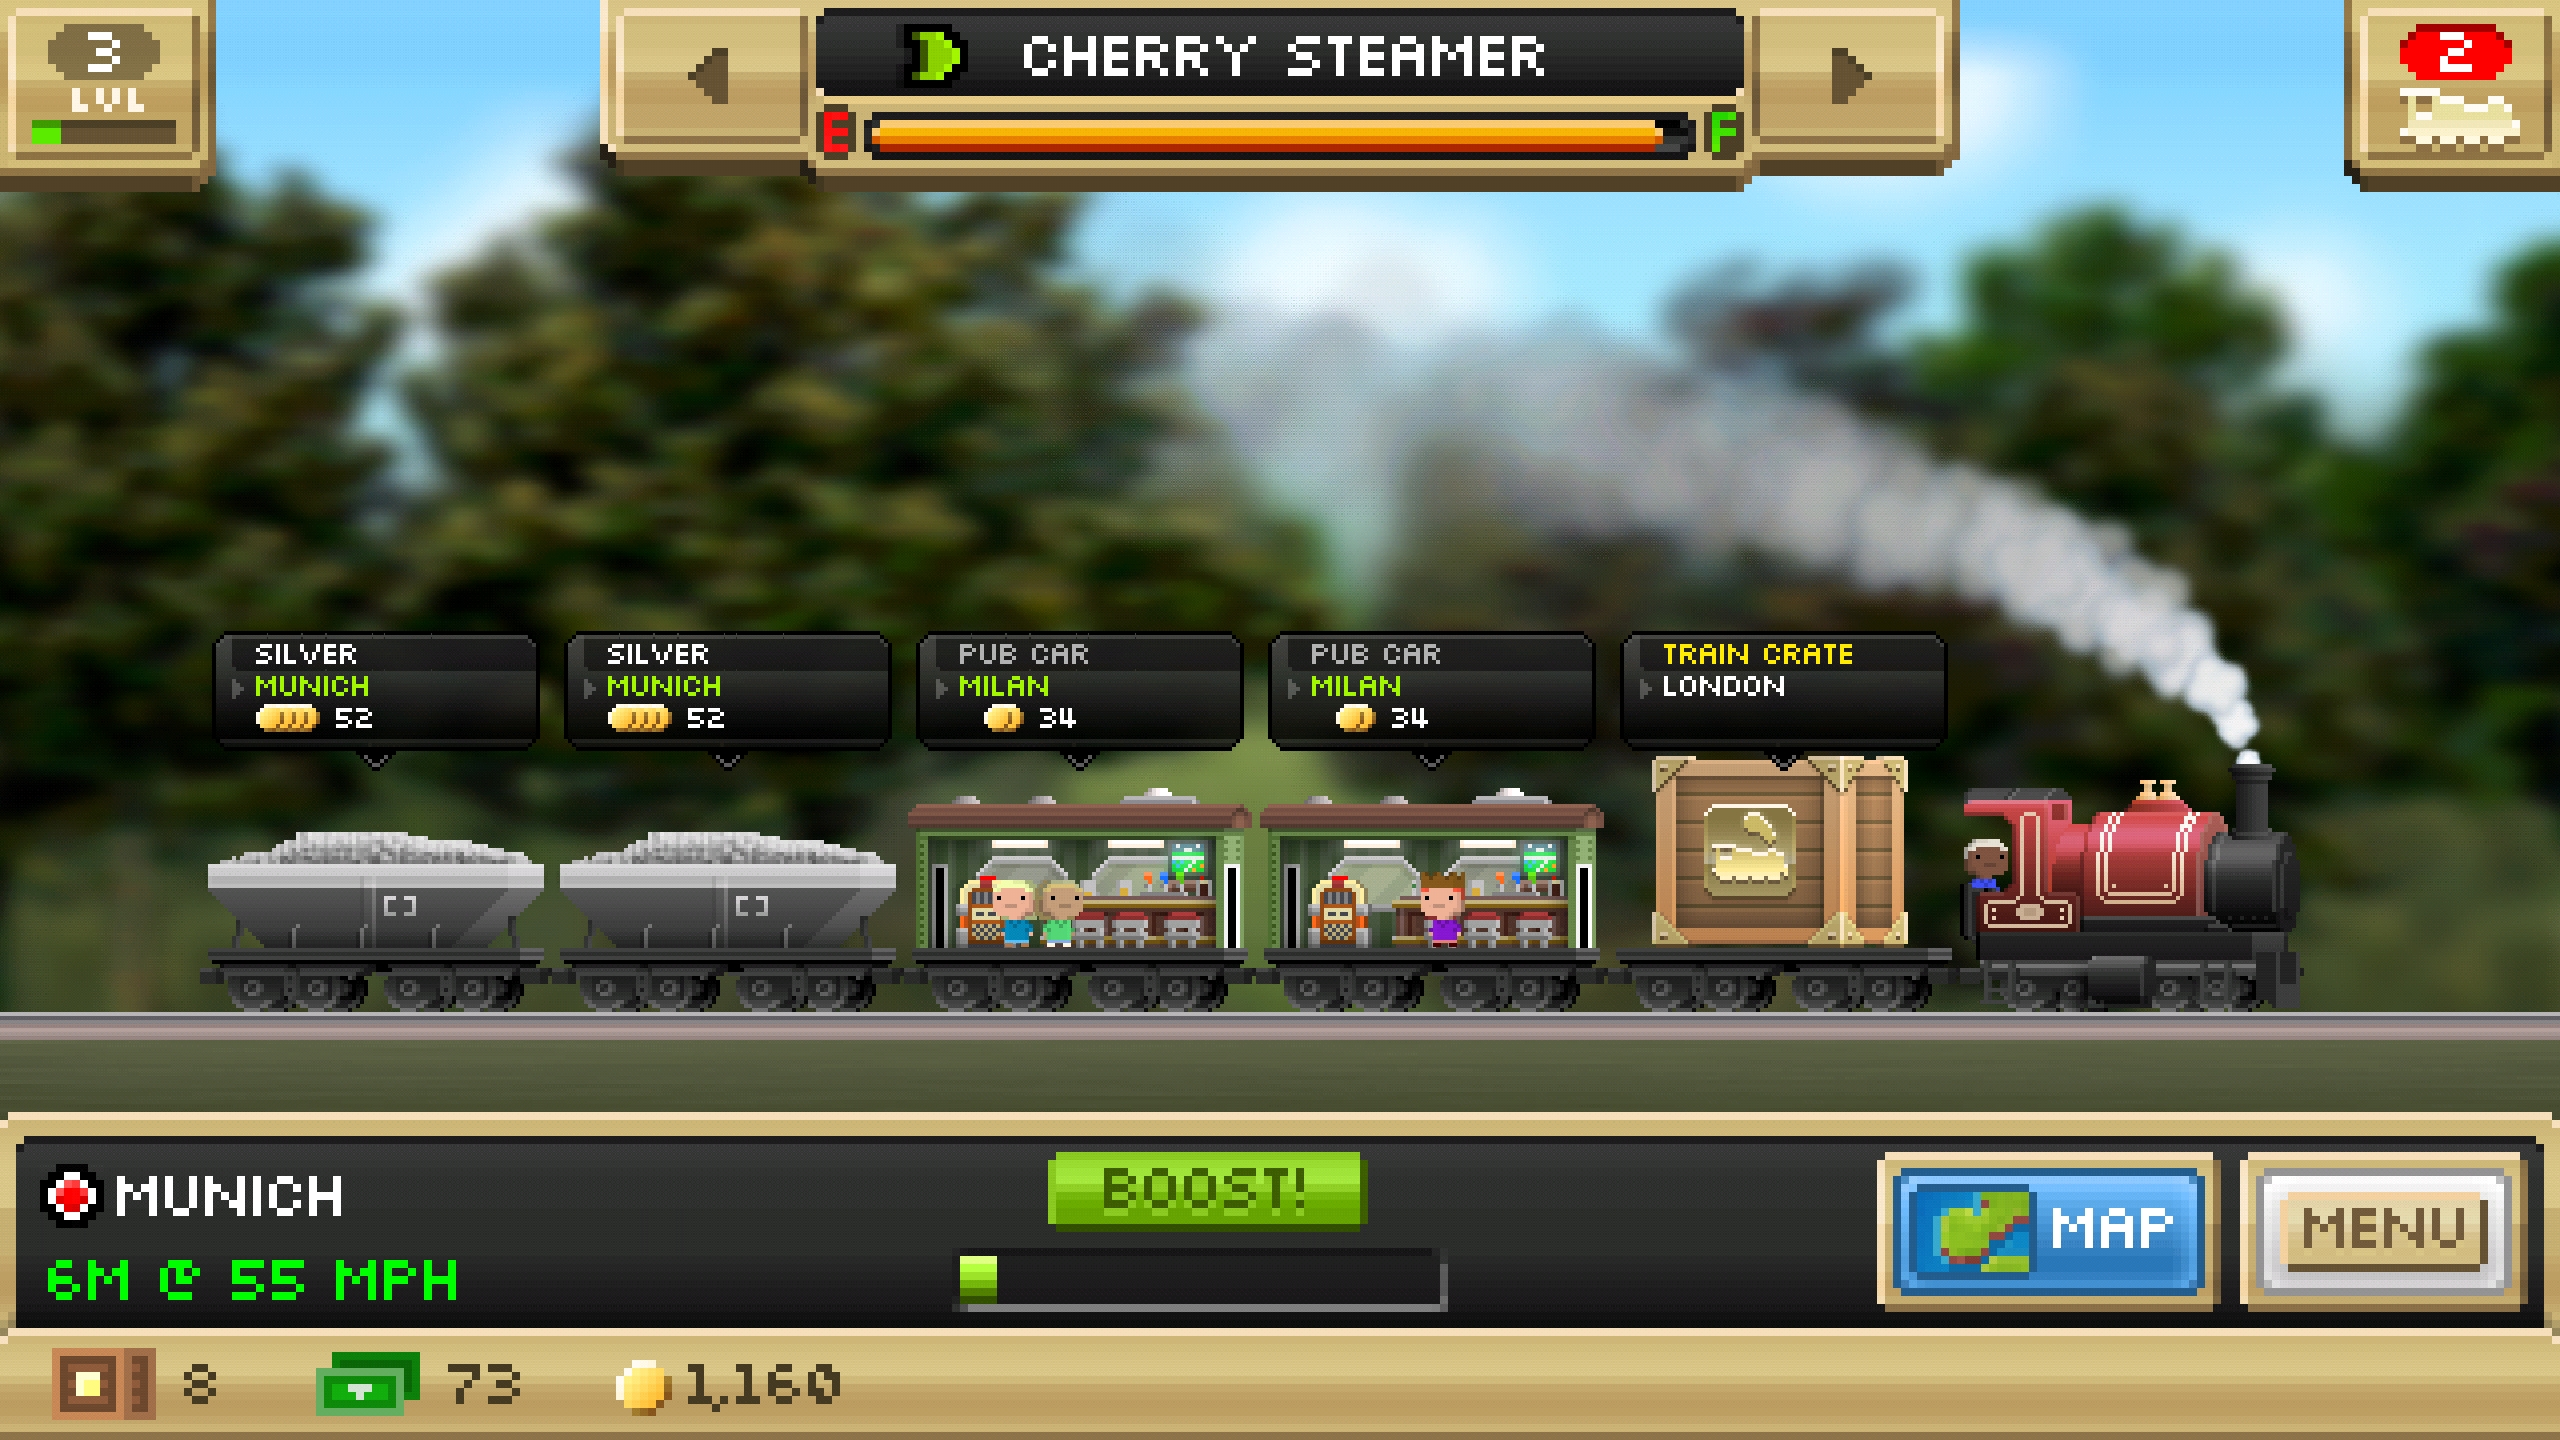 3
LVL
CHERRY STEAMER
E
F
2
SILVER
MUNICH
52
SILVER
MUNICH
52
PUB CAR
MILAN
34
PUB CAR
MILAN
34
TRAIN CRATE
LONDON
MUNICH
6M @ 55 MPH
BOOST!
MAP
MENU
8
73
1,160